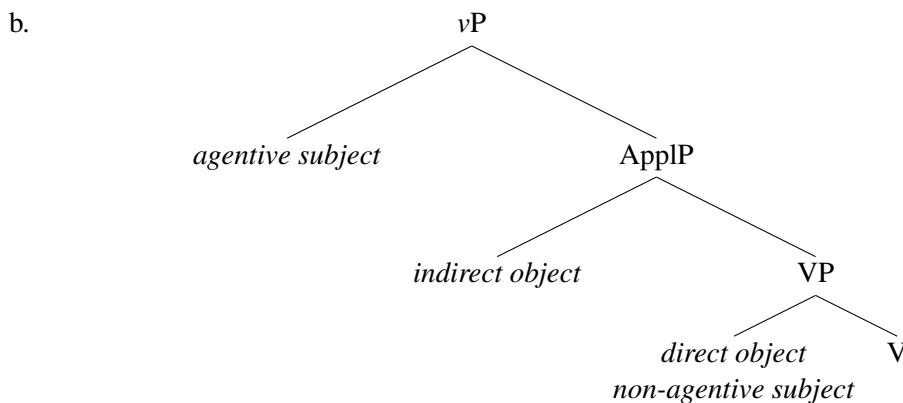 b.
vP
agentive subject
ApplP
indirect object
VP
direct object
V
non-agentive subject